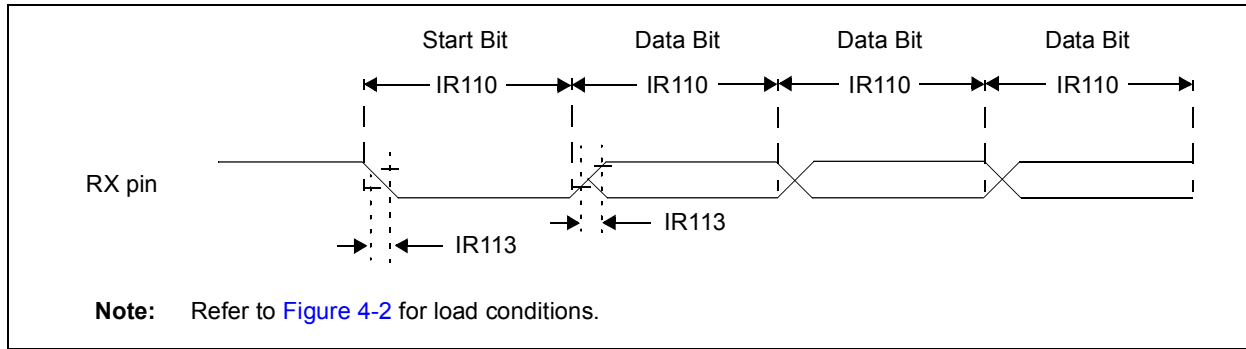 Start Bit Data Bit Data Bit Data Bit
IR110 IR110 IR110 IR110
RX pin
IR113
IR113
Note: Refer to Figure 4-2 for load conditions.